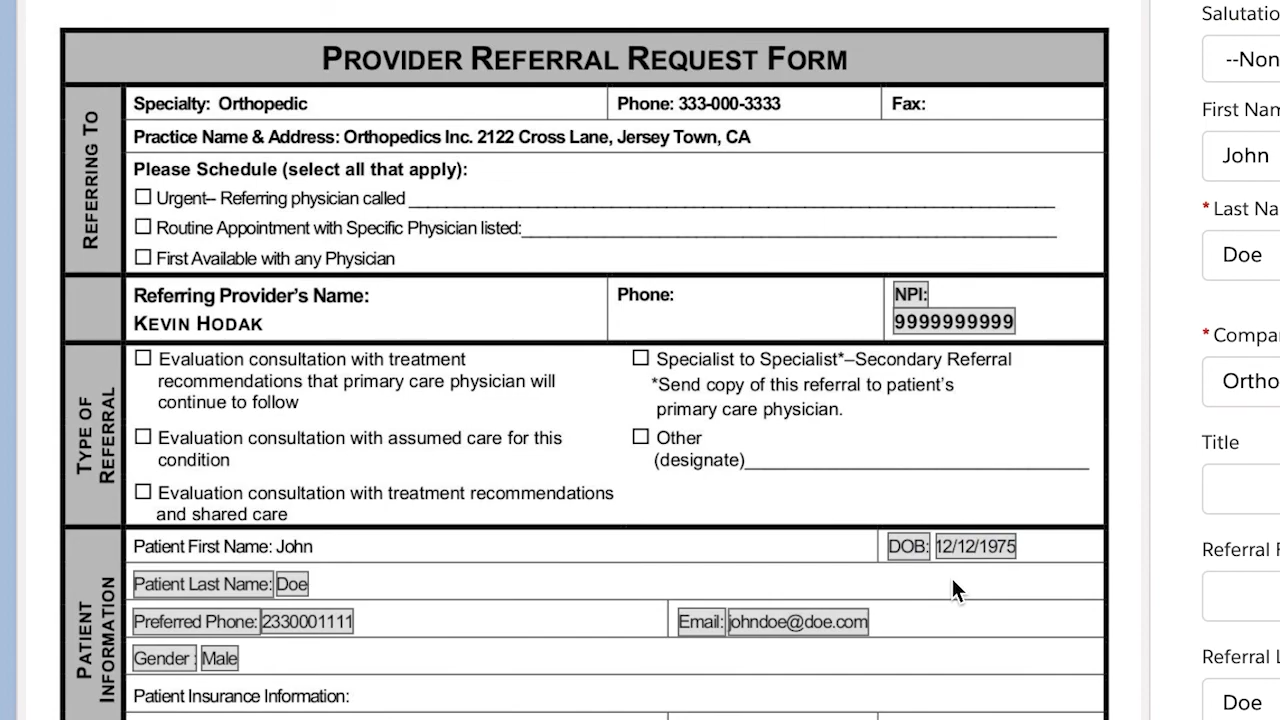 PROVIDER REFERRAL REQUEST FORM
REFERRING TO
Specialty: Orthopedic
Phone: 333-000-3333
Fax:
Practice Name & Address: Orthopedics Inc. 2122 Cross Lane, Jersey Town, CA
Please Schedule (select all that apply):
Urgent-- Referring physician called
Routine Appointment with Specific Physician listed:
First Available with any Physician
Referring Provider's Name:
KEVIN HODAK
Phone:
NPI:
9999999999
TYPE OF
REFERRAL
Evaluation consultation with treatment
recommendations that primary care physician will
continue to follow
Evaluation consultation with assumed care for this
condition
Evaluation consultation with treatment recommendations
and shared care
Specialist to Specialist*–Secondary Referral
*Send copy of this referral to patient's
primary care physician.
Other
(designate)
PATIENT
INFORMATION
Patient First Name: John
DOB: 12/12/1975
Patient Last Name: Doe
Preferred Phone: 2330001111
Email: johndoe@doe.com
Gender : Male
Patient Insurance Information:
Salutatio
--Non
First Nam
John
* Last Na
Doe
* Compa
Ortho
Title
Referral F
Referral L
Doe